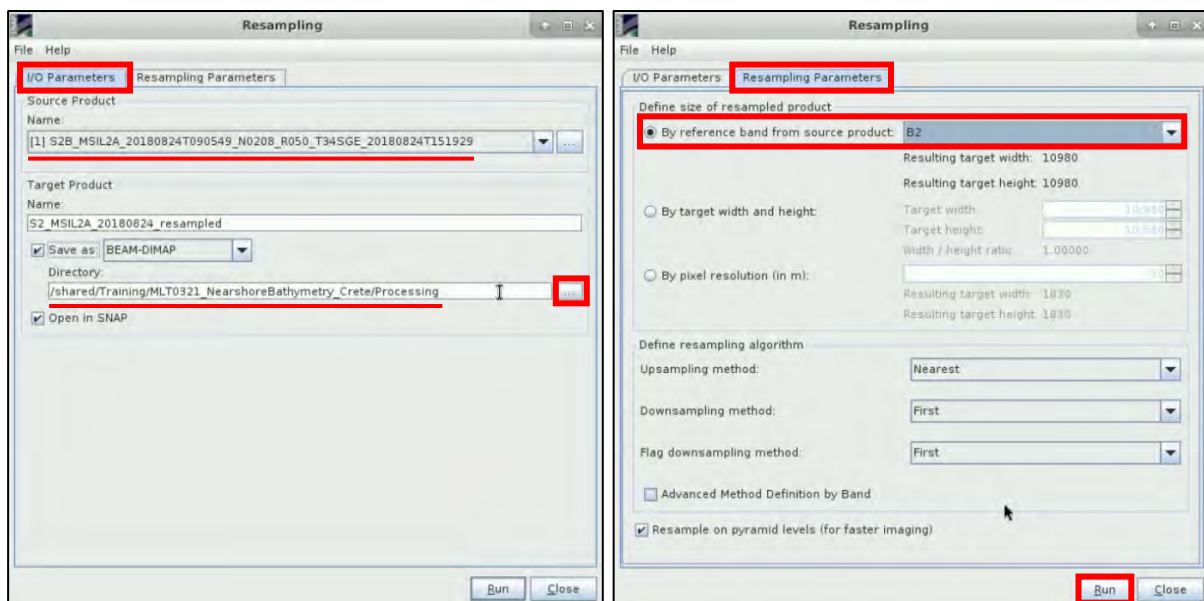 Resampling
File Help
I/O Parameters Resampling Parameters
Source Product
Name:
[1] S2B_MSIL2A_20180824T090549_N0208_R050_T34SGE_20180824T151929
...
Target Product
Name:
S2_MSIL2A_20180824_resampled
Save as: BEAM-DIMAP
Directory:
/shared/Training/MLT0321_NearshoreBathymetry_Crete/Processing
...
Open in SNAP
Run Close
Resampling
File Help
I/O Parameters Resampling Parameters
Define size of resampled product
By reference band from source product: B2
Resulting target width: 10980
Resulting target height: 10980
By target width and height:
Target width: 10,980
Target height: 10,980
Width / height ratio: 1.00000
By pixel resolution (in m):
Resulting target width: 1830
Resulting target height: 1830
Define resampling algorithm
Upsampling method: Nearest
Downsampling method: First
Flag downsampling method: First
Advanced Method Definition by Band
Resample on pyramid levels (for faster imaging)
Run Close